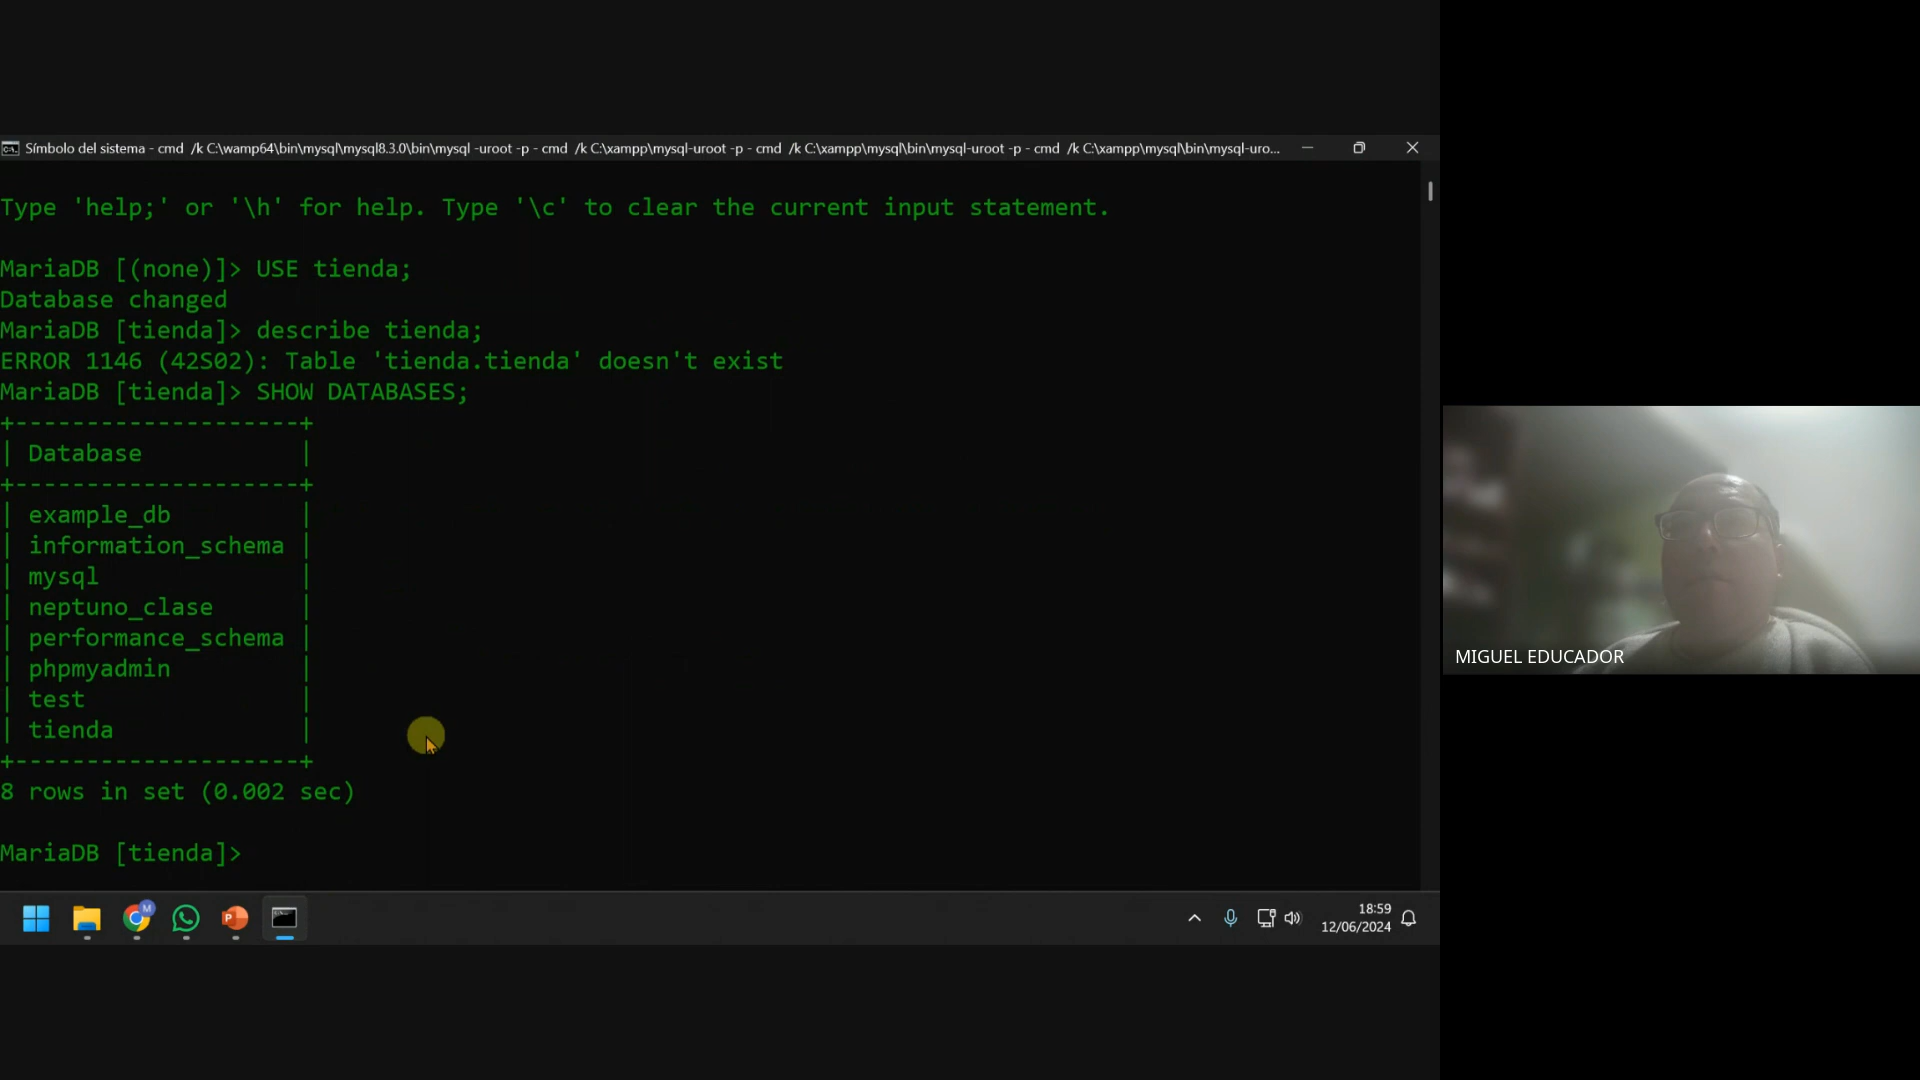 Símbolo del sistema - cmd /k C:\wamp64\bin\mysql\mysql8.3.0\bin\mysql -uroot -p - cmd /k C:\xampp\mysql-uroot -p - cmd /k C:\xampp\mysql\bin\mysql-uroot -p - cmd /k C:\xampp\mysql\bin\mysql-uro...
Type 'help;' or '\h' for help. Type '\c' to clear the current input statement.
MariaDB [(none)]> USE tienda;
Database changed
MariaDB [tienda]> describe tienda;
ERROR 1146 (42S02): Table 'tienda.tienda' doesn't exist
MariaDB [tienda]> SHOW DATABASES;
+--------------------+
| Database           |
+--------------------+
| example_db         |
| information_schema |
| mysql              |
| neptuno_clase      |
| performance_schema |
| phpmyadmin         |
| test               |
| tienda             |
+--------------------+
8 rows in set (0.002 sec)
MariaDB [tienda]>
MIGUEL EDUCADOR
18:59
12/06/2024